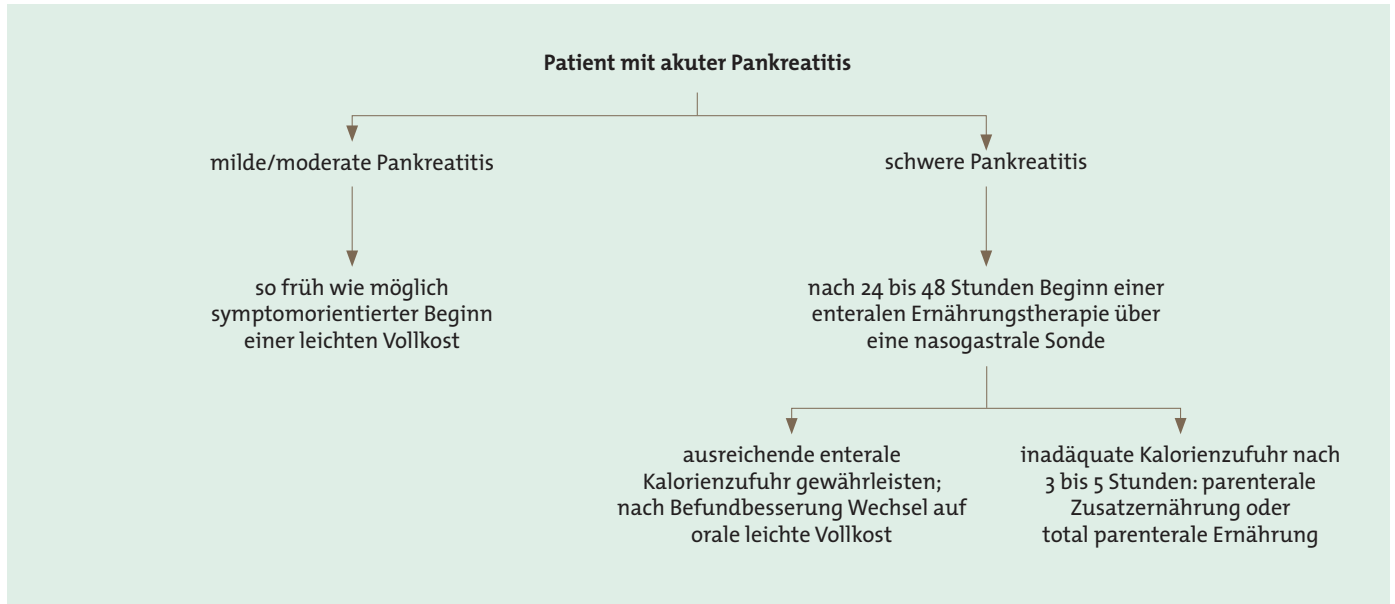 Patient mit akuter Pankreatitis
milde/moderate Pankreatitis
schwere Pankreatitis
so früh wie möglich
symptomorientierter Beginn
einer leichten Vollkost
nach 24 bis 48 Stunden Beginn einer
enteralen Ernährungstherapie über
eine nasogastrale Sonde
ausreichende enterale
Kalorienzufuhr gewährleisten;
nach Befundbesserung Wechsel auf
orale leichte Vollkost
inadäquate Kalorienzufuhr nach
3 bis 5 Stunden: parenterale
Zusatzernährung oder
total parenterale Ernährung